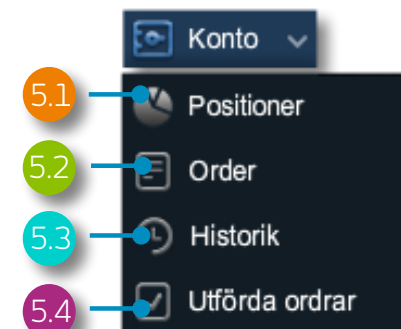 Konto
5.1 Positioner
5.2 Order
5.3 Historik
5.4 Utförda ordrar